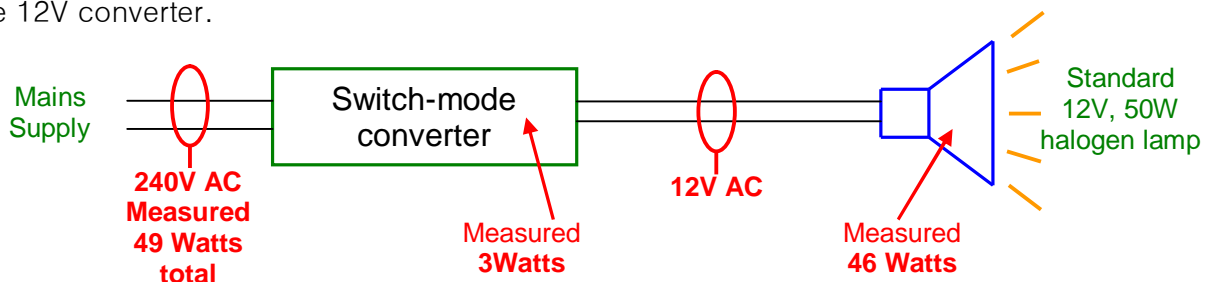 12V converter.
Mains
Supply
Switch-mode
converter
Standard
12V, 50W
halogen lamp
240V AC
Measured
49 Watts
total
12V AC
Measured
3Watts
Measured
46 Watts